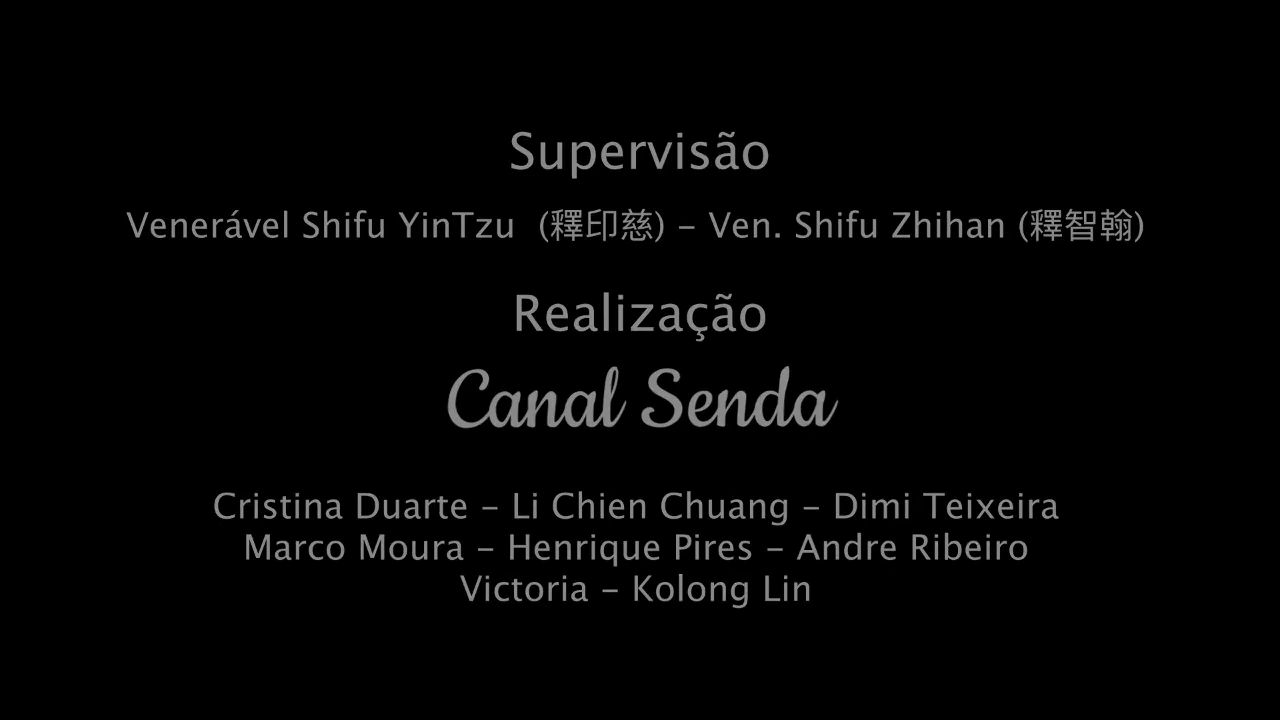 Supervisão
Venerável Shifu YinTzu (釋印慈) – Ven. Shifu Zhihan (釋智翰)
Realização
Canal Senda
Cristina Duarte – Li Chien Chuang – Dimi Teixeira
Marco Moura – Henrique Pires – Andre Ribeiro
Victoria – Kolong Lin